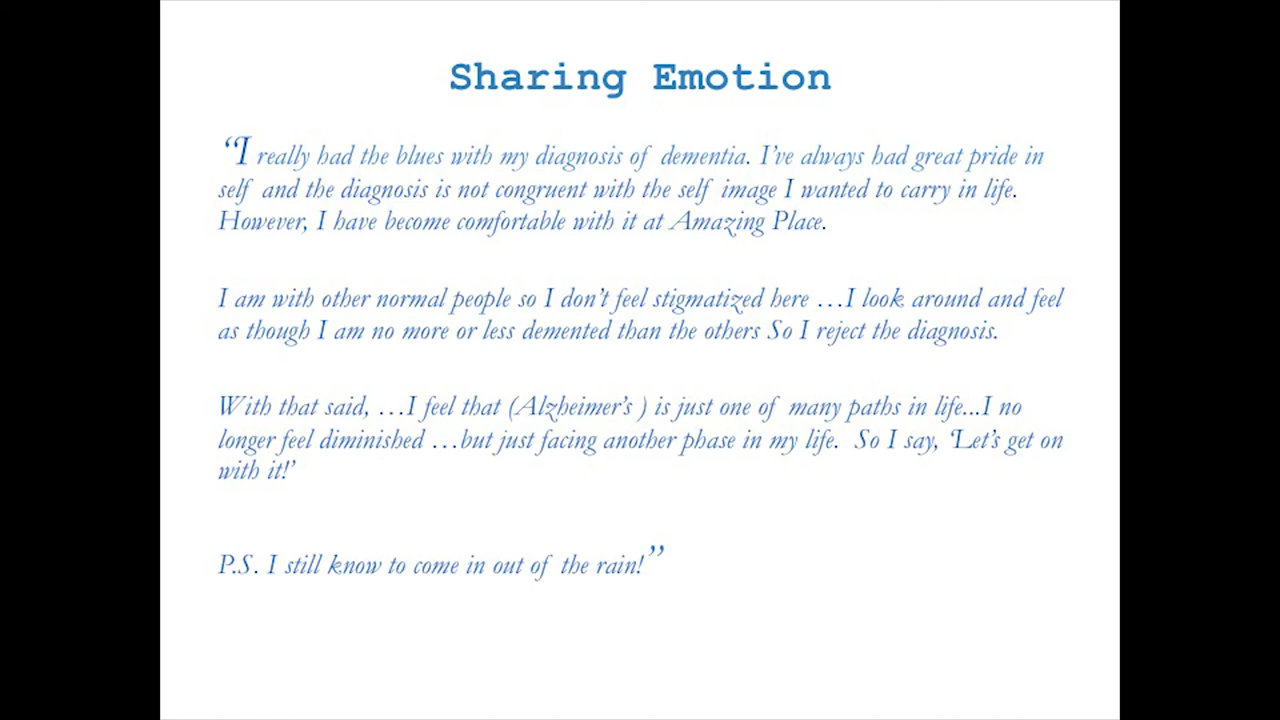 Sharing Emotion
“I really had the blues with my diagnosis of dementia. I’ve always had great pride in
self and the diagnosis is not congruent with the self image I wanted to carry in life.
However, I have become comfortable with it at Amazing Place.
I am with other normal people so I don’t feel stigmatized here …I look around and feel
as though I am no more or less demented than the others So I reject the diagnosis.
With that said, …I feel that (Alzheimer’s ) is just one of many paths in life...I no
longer feel diminished …but just facing another phase in my life. So I say, ‘Let’s get on
with it!’
P.S. I still know to come in out of the rain!”